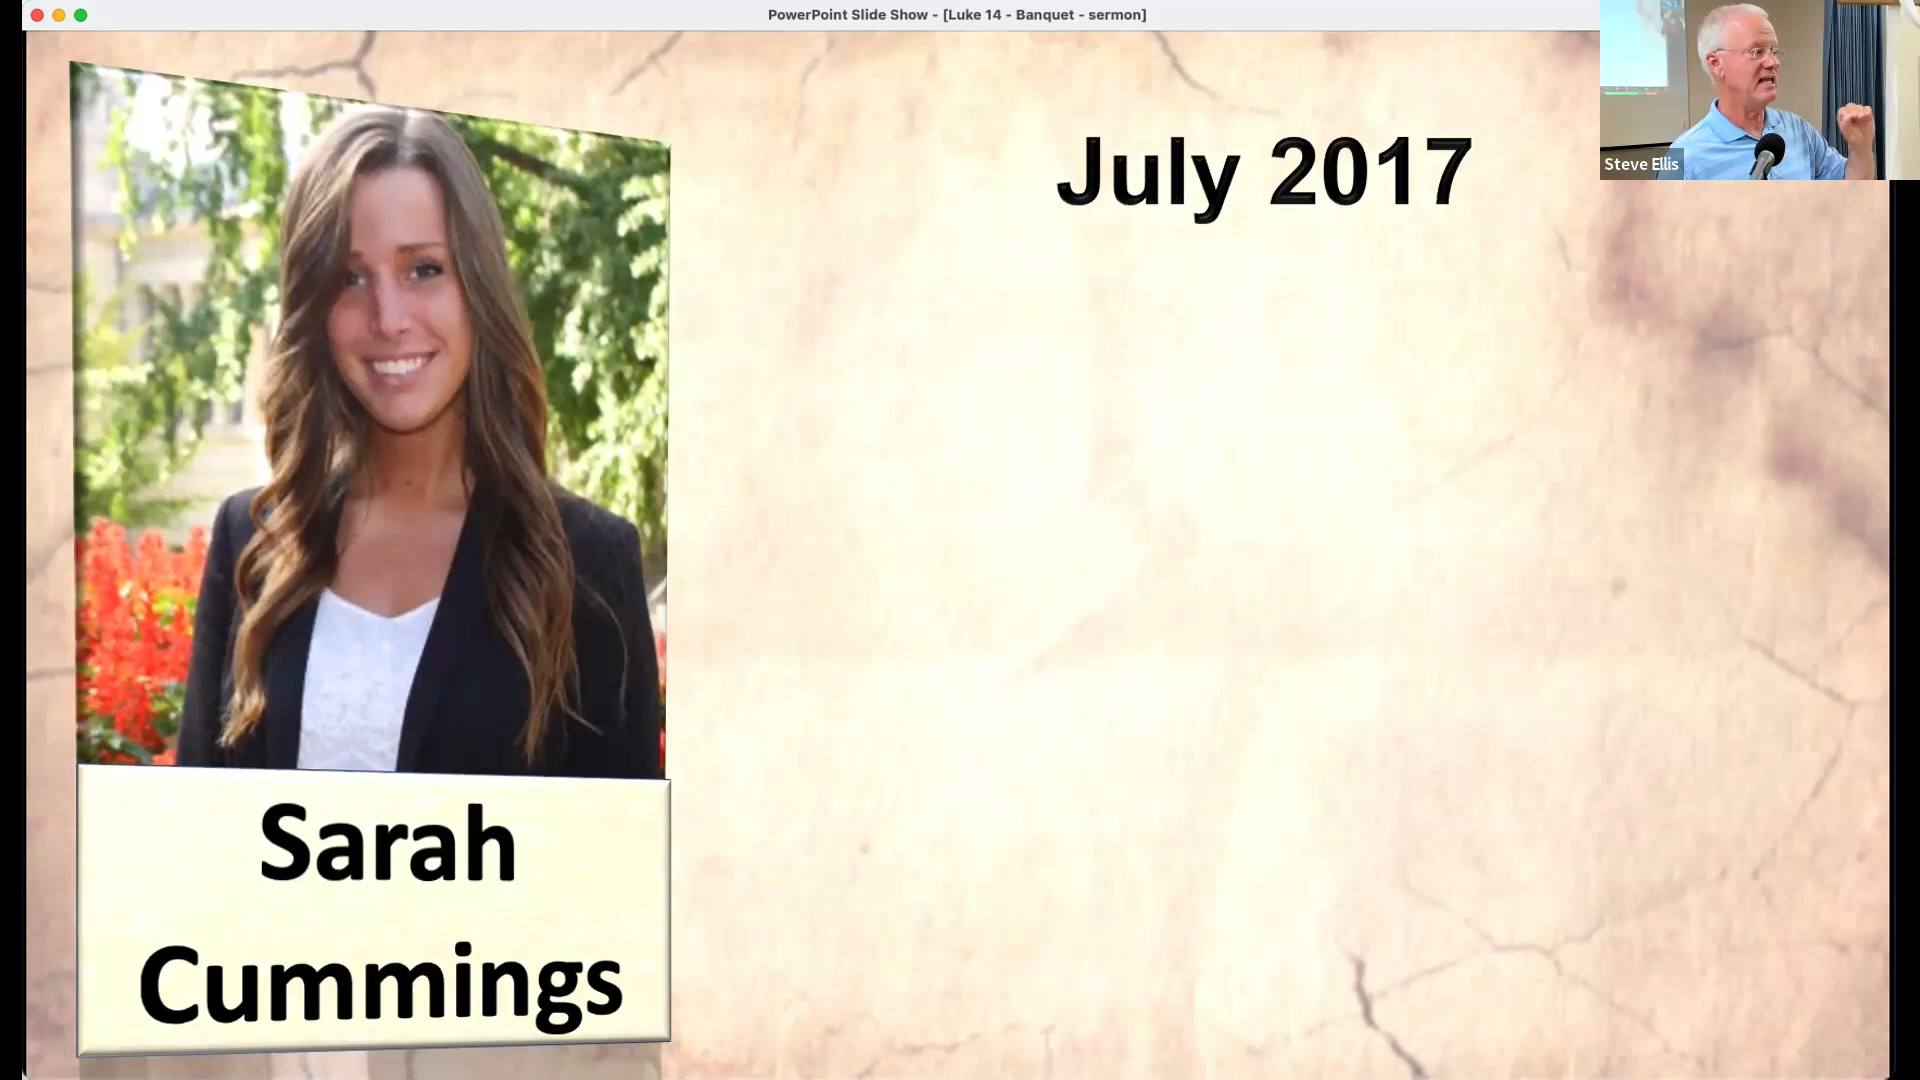 PowerPoint Slide Show - [Luke 14 - Banquet - sermon]
July 2017
Steve Ellis
Sarah
Cummings